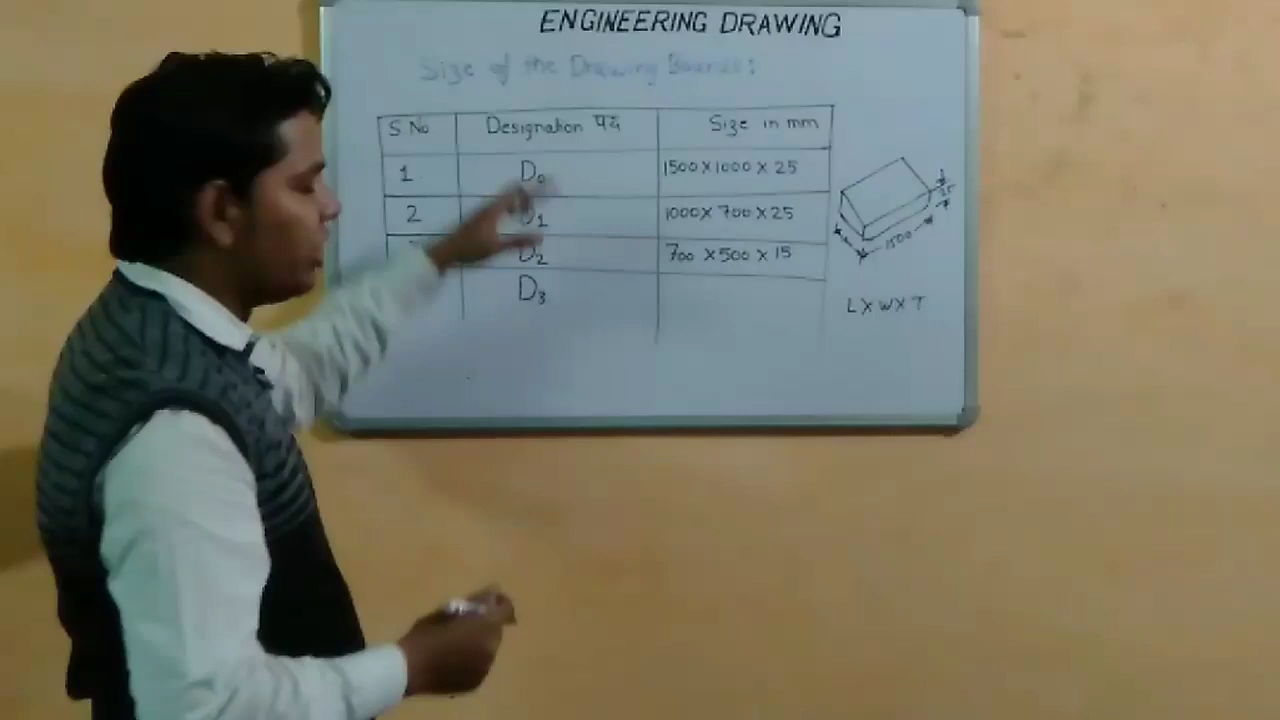 ENGINEERING DRAWING
Size of the Drawing Boards:
S No Designation पद Size in mm
1 D₀ 1500 X 1000 X 25
2 D₁ 1000 X 700 X 25
D₂ 700 X 500 X 15
D₃
25
1500
L X W X T